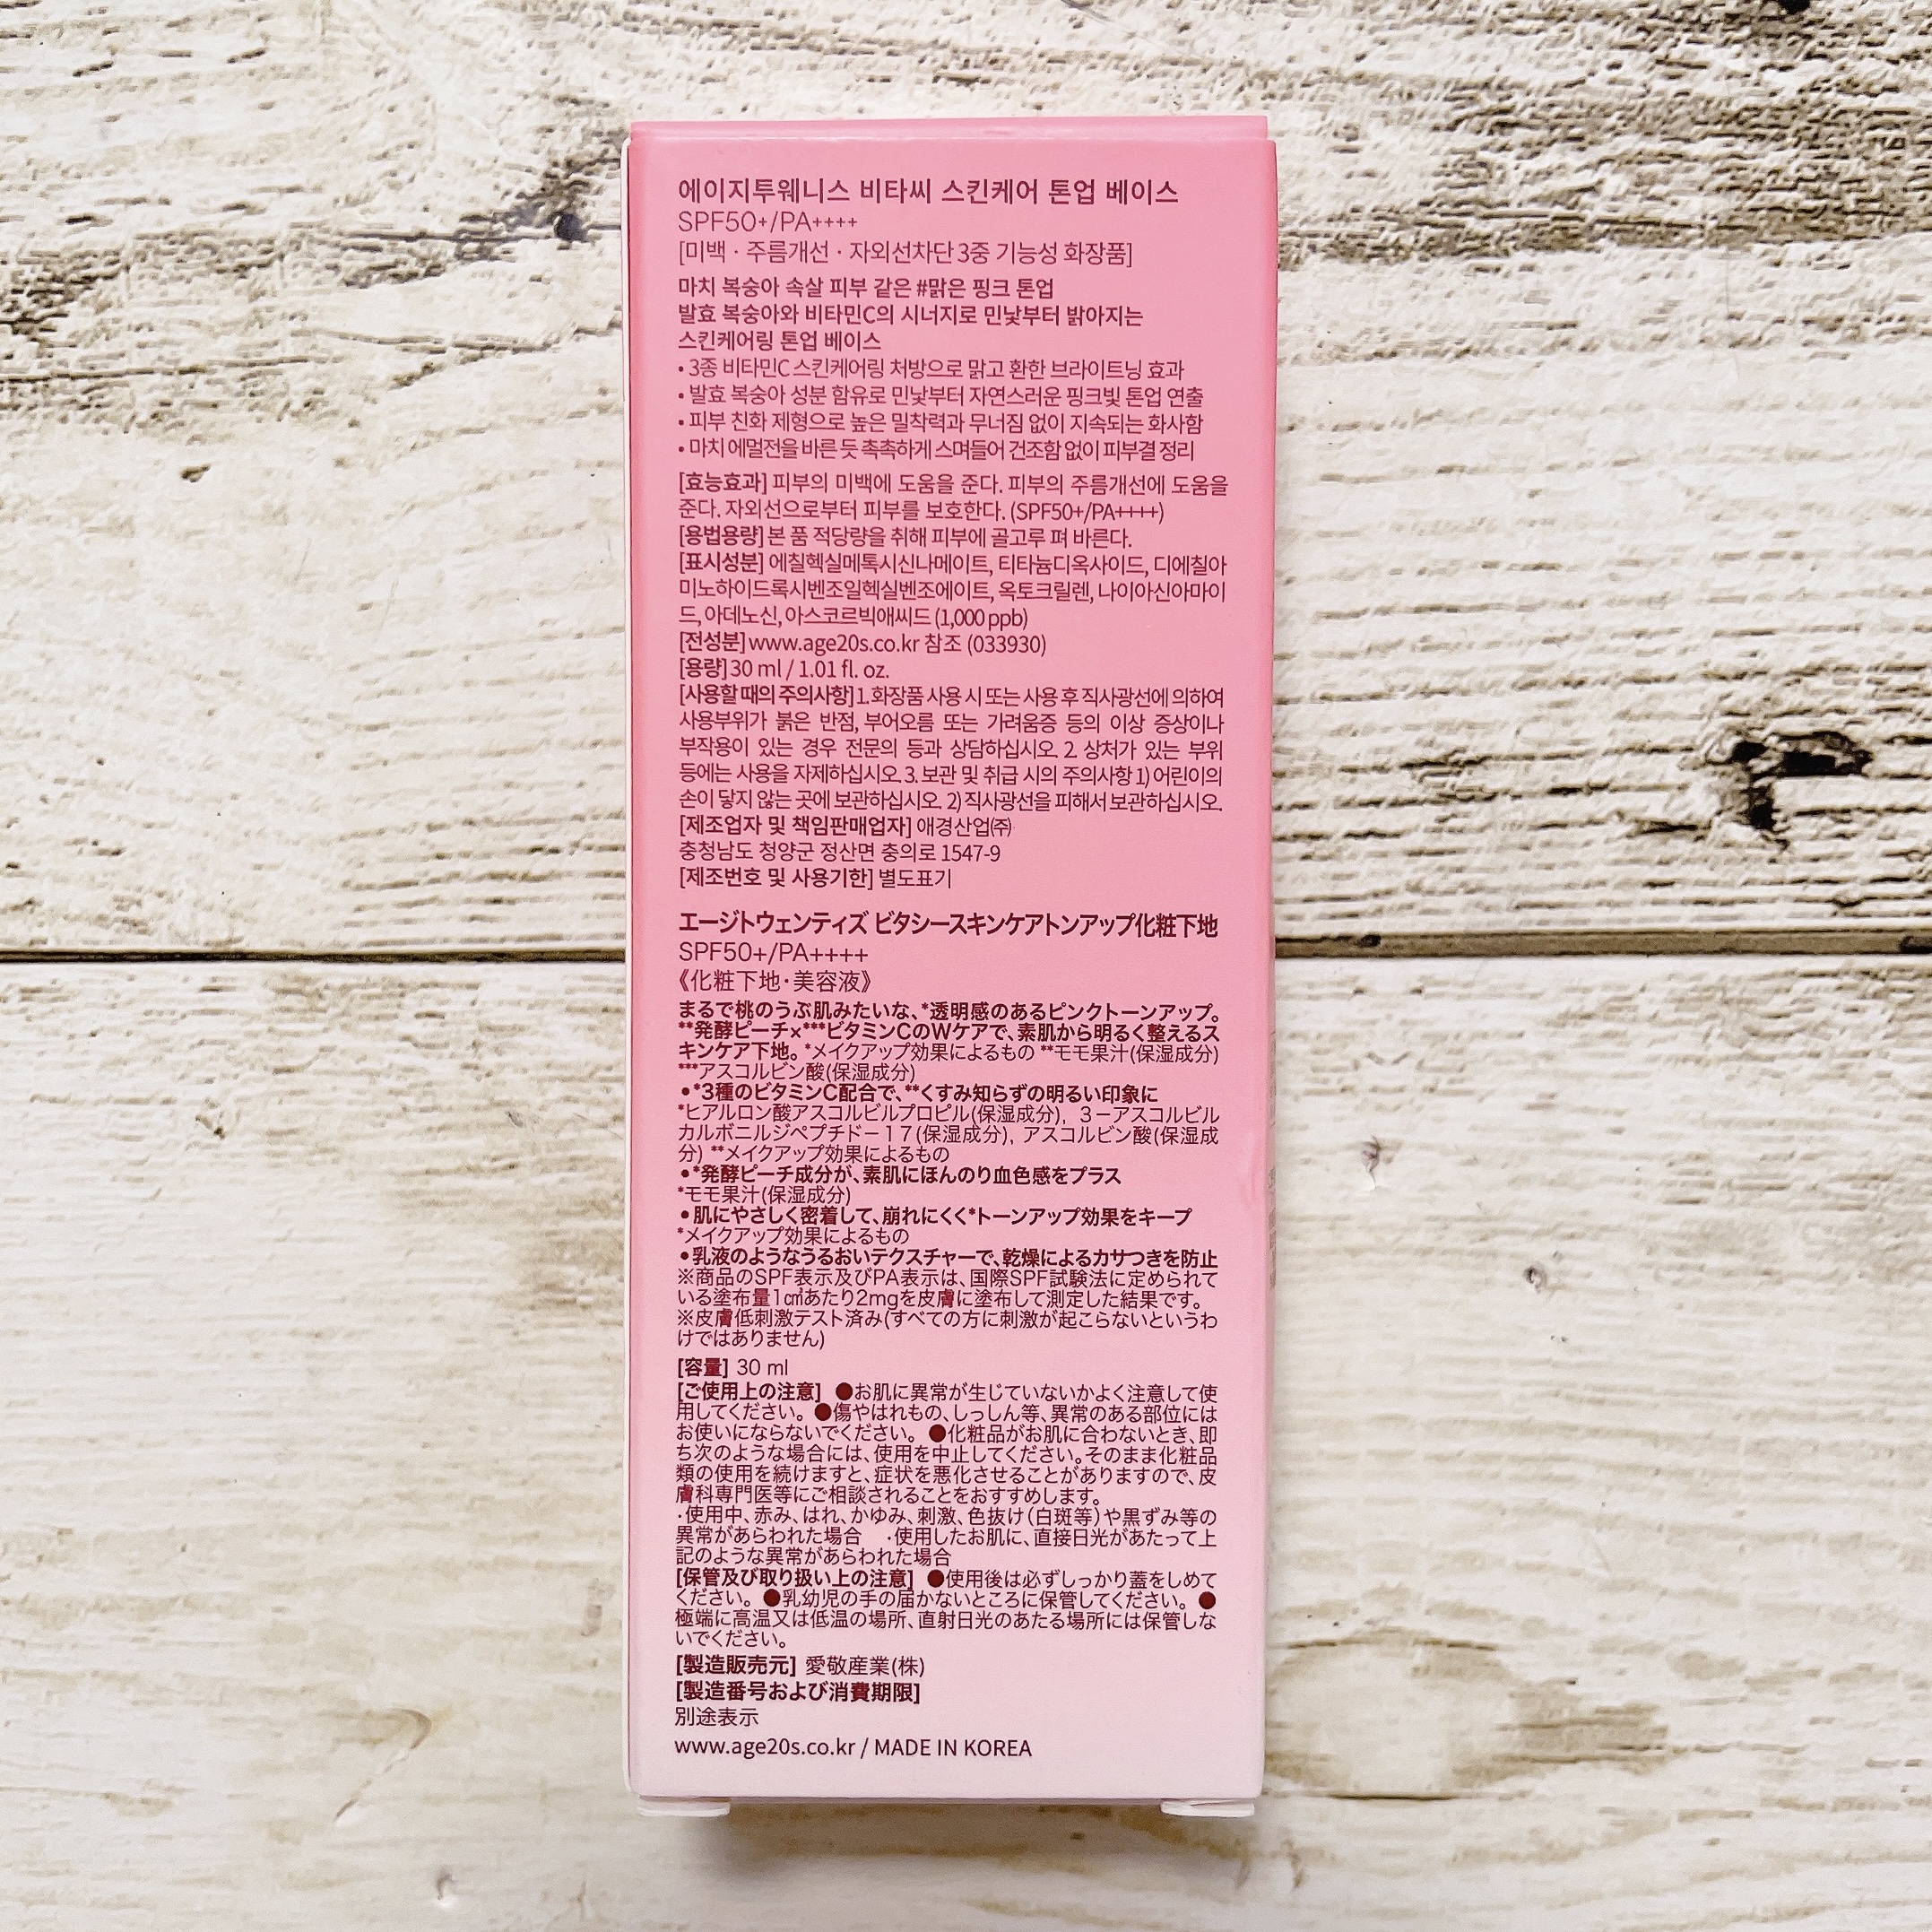 에이지투웨니스 비타씨 스킨케어 톤업 베이스
SPF50+/PA++++
[미백 · 주름개선 · 자외선차단 3중 기능성 화장품]
마치 복숭아 속살 피부 같은 #맑은 핑크 톤업
발효 복숭아와 비타민C의 시너지로 민낯부터 밝아지는
스킨케어링 톤업 베이스
• 3종 비타민C 스킨케어링 처방으로 맑고 환한 브라이트닝 효과
• 발효 복숭아 성분 함유로 민낯부터 자연스러운 핑크빛 톤업 연출
• 피부 친화 제형으로 높은 밀착력과 무너짐 없이 지속되는 화사함
• 마치 에멀전을 바른 듯 촉촉하게 스며들어 건조함 없이 피부결 정리
[효능효과] 피부의 미백에 도움을 준다. 피부의 주름개선에 도움을
준다. 자외선으로부터 피부를 보호한다. (SPF50+/PA++++)
[용법용량] 본 품 적당량을 취해 피부에 골고루 펴 바른다.
[표시성분] 에칠헥실메톡시신나메이트, 티타늄디옥사이드, 디에칠아
미노하이드록시벤조일헥실벤조에이트, 옥토크릴렌, 나이아신아마이
드, 아데노신, 아스코르빅애씨드 (1,000 ppb)
[전성분] www.age20s.co.kr 참조 (033930)
[용량] 30 ml / 1.01 fl. oz.
[사용할 때의 주의사항] 1. 화장품 사용 시 또는 사용 후 직사광선에 의하여
사용부위가 붉은 반점, 부어오름 또는 가려움증 등의 이상 증상이나
부작용이 있는 경우 전문의 등과 상담하십시오. 2. 상처가 있는 부위
등에는 사용을 자제하십시오. 3. 보관 및 취급 시의 주의사항 1) 어린이의
손이 닿지 않는 곳에 보관하십시오. 2) 직사광선을 피해서 보관하십시오.
[제조업자 및 책임판매업자] 애경산업㈜
충청남도 청양군 정산면 충의로 1547-9
[제조번호 및 사용기한] 별도표기
エージトウェンティズ ビタシースキンケアトンアップ化粧下地
SPF50+/PA++++
《化粧下地・美容液》
まるで桃のうぶ肌みたいな、*透明感のあるピンクトーンアップ。
**発酵ピーチ×***ビタミンCのWケアで、素肌から明るく整えるス
キンケア下地。*メイクアップ効果によるもの **モモ果汁(保湿成分)
***アスコルビン酸(保湿成分)
•*3種のビタミンC配合で、**くすみ知らずの明るい印象に
*ヒアルロン酸アスコルビルプロピル(保湿成分), 3－アスコルビル
カルボニルジペプチド－17(保湿成分), アスコルビン酸(保湿成
分) **メイクアップ効果によるもの
•*発酵ピーチ成分が、素肌にほんのり血色感をプラス
*モモ果汁(保湿成分)
•肌にやさしく密着して、崩れにくく*トーンアップ効果をキープ
*メイクアップ効果によるもの
•乳液のようなうるおいテクスチャーで、乾燥によるカサつきを防止
※商品のSPF表示及びPA表示は、国際SPF試験法に定められて
いる塗布量1㎠あたり2mgを皮膚に塗布して測定した結果です。
※皮膚低刺激テスト済み(すべての方に刺激が起こらないというわ
けではありません)
[容量] 30 ml
[ご使用上の注意] ●お肌に異常が生じていないかよく注意して使
用してください。 ●傷やはれもの、しっしん等、異常のある部位には
お使いにならないでください。 ●化粧品がお肌に合わないとき、即
ち次のような場合には、使用を中止してください。そのまま化粧品
類の使用を続けますと、症状を悪化させることがありますので、皮
膚科専門医等にご相談されることをおすすめします。
・使用中、赤み、はれ、かゆみ、刺激、色抜け（白斑等）や黒ずみ等の
異常があらわれた場合 ・使用したお肌に、直接日光があたって上
記のような異常があらわれた場合
[保管及び取り扱い上の注意] ●使用後は必ずしっかり蓋をしめて
ください。 ●乳幼児の手の届かないところに保管してください。 ●
極端に高温又は低温の場所、直射日光のあたる場所には保管しな
いでください。
[製造販売元] 愛敬産業(株)
[製造番号および消費期限]
別途表示
www.age20s.co.kr / MADE IN KOREA